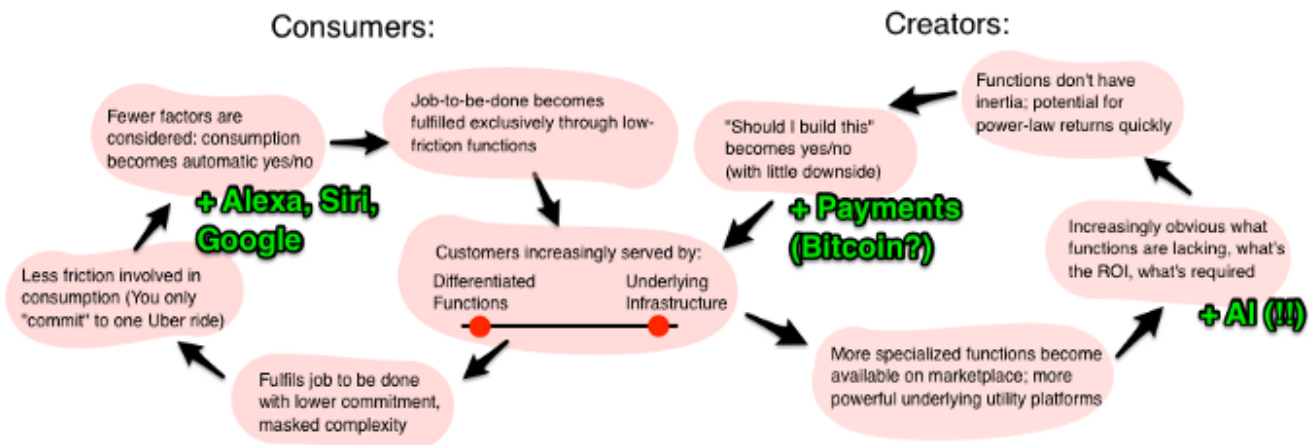 Consumers:
Creators:
Fewer factors are
considered: consumption
becomes automatic yes/no
+ Alexa, Siri,
Google
Job-to-be-done becomes
fulfilled exclusively through low-
friction functions
Less friction involved in
consumption (You only
"commit" to one Uber ride)
Fulfils job to be done
with lower commitment,
masked complexity
Customers increasingly served by:
Differentiated
Functions
Underlying
Infrastructure
"Should I build this"
becomes yes/no
(with little downside)
+ Payments
(Bitcoin?)
Functions don't have
inertia; potential for
power-law returns quickly
Increasingly obvious what
functions are lacking, what's
the ROI, what's required
+ AI (!!)
More specialized functions become
available on marketplace; more
powerful underlying utility platforms